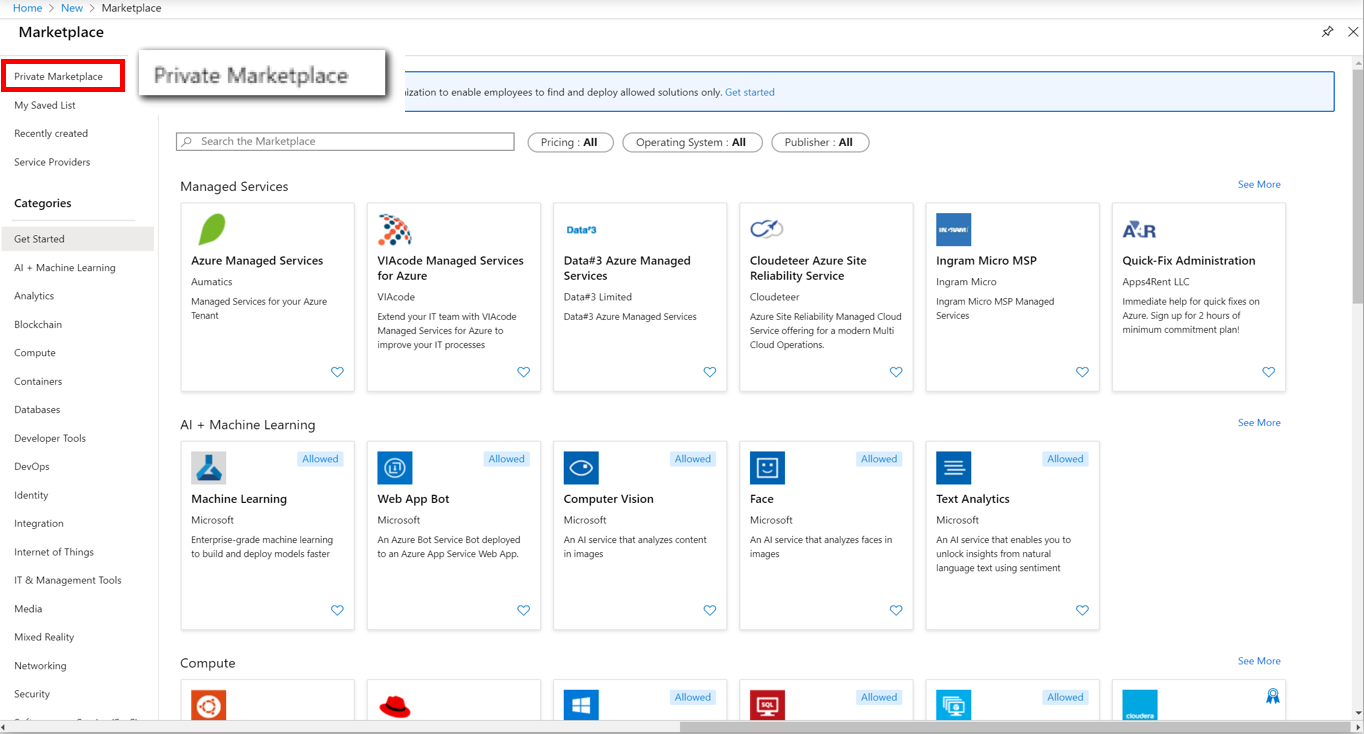 Home > New > Marketplace
Marketplace
Private Marketplace
Private Marketplace
ization to enable employees to find and deploy allowed solutions only. Get started
My Saved List
Recently created
Service Providers
Categories
Get Started
AI + Machine Learning
Analytics
Blockchain
Compute
Containers
Databases
Developer Tools
DevOps
Identity
Integration
Internet of Things
IT & Management Tools
Media
Mixed Reality
Networking
Security
Search the Marketplace
Pricing : All
Operating System : All
Publisher : All
Managed Services
See More
Azure Managed Services
Aumatics
Managed Services for your Azure
Tenant
VIAcode Managed Services
for Azure
VIAcode
Extend your IT team with VIAcode
Managed Services for Azure to
improve your IT processes
Data#3
Data#3 Azure Managed
Services
Data#3 Limited
Data#3 Azure Managed Services
Cloudeteer Azure Site
Reliability Service
Cloudeteer
Azure Site Reliability Managed Cloud
Service offering for a modern Multi
Cloud Operations.
INGRAM
Ingram Micro MSP
Ingram Micro
Ingram Micro MSP Managed
Services
A4R
Quick-Fix Administration
Apps4Rent LLC
Immediate help for quick fixes on
Azure. Sign up for 2 hours of
minimum commitment plan!
AI + Machine Learning
See More
Allowed
Machine Learning
Microsoft
Enterprise-grade machine learning
to build and deploy models faster
Allowed
Web App Bot
Microsoft
An Azure Bot Service Bot deployed
to an Azure App Service Web App.
Allowed
Computer Vision
Microsoft
An AI service that analyzes content
in images
Allowed
Face
Microsoft
An AI service that analyzes faces in
images
Allowed
Text Analytics
Microsoft
An AI service that enables you to
unlock insights from natural
language text using sentiment
Compute
See More
Allowed
SQL
Allowed
Allowed
cloudera